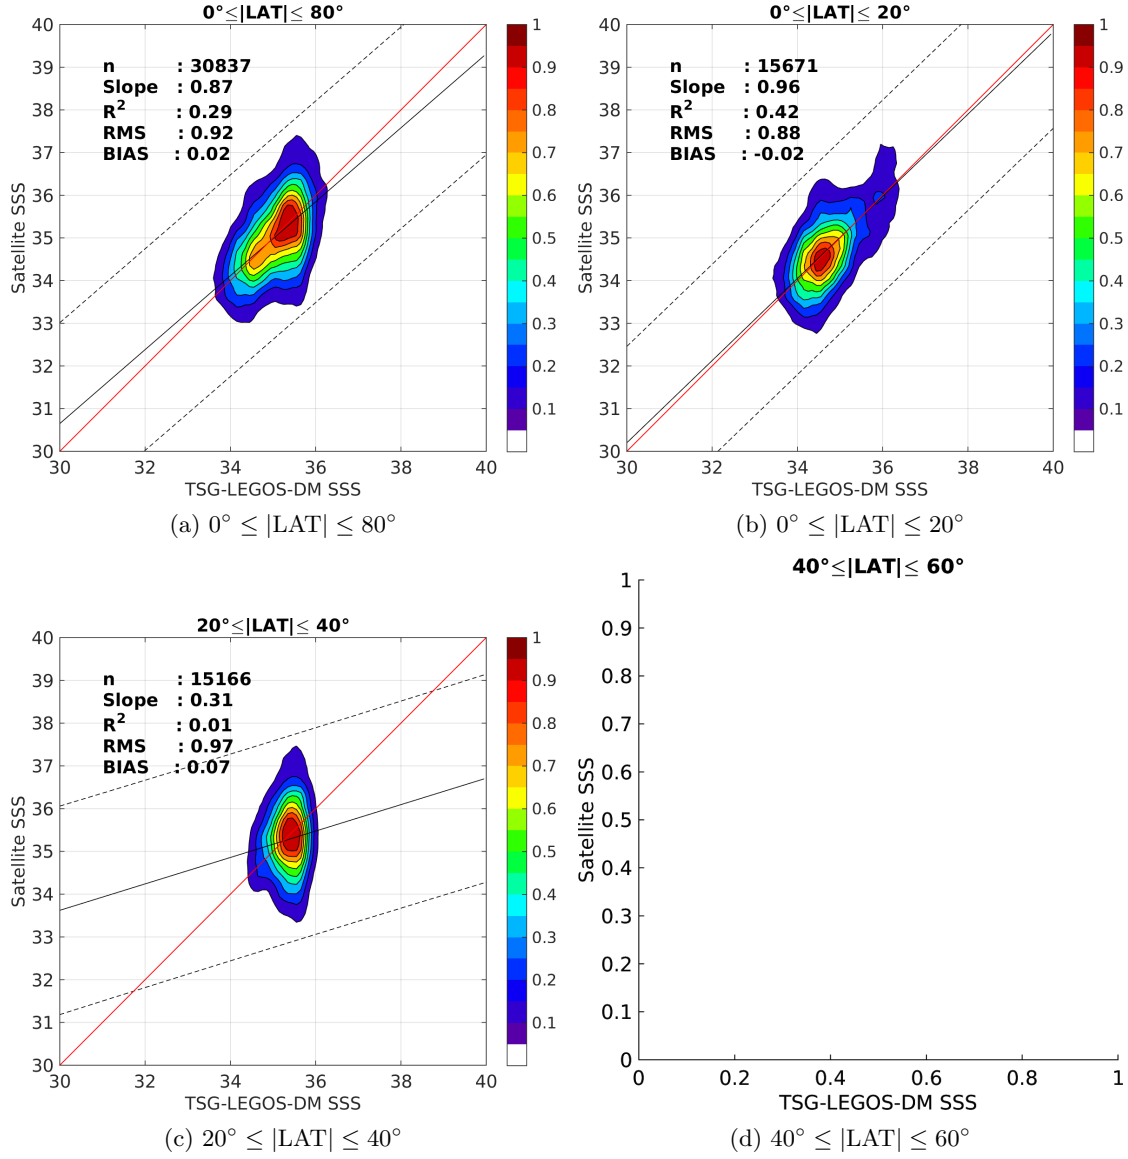 0°≤|LAT|≤ 80°
n : 30837
Slope : 0.87
R² : 0.29
RMS : 0.92
BIAS : 0.02
Satellite SSS
40
39
38
37
36
35
34
33
32
31
30
30 32 34 36 38 40
TSG-LEGOS-DM SSS
1
0.9
0.8
0.7
0.6
0.5
0.4
0.3
0.2
0.1
(a) 0° ≤ |LAT| ≤ 80°
0°≤|LAT|≤ 20°
n : 15671
Slope : 0.96
R² : 0.42
RMS : 0.88
BIAS : -0.02
Satellite SSS
40
39
38
37
36
35
34
33
32
31
30
30 32 34 36 38 40
TSG-LEGOS-DM SSS
1
0.9
0.8
0.7
0.6
0.5
0.4
0.3
0.2
0.1
(b) 0° ≤ |LAT| ≤ 20°
20°≤|LAT|≤ 40°
n : 15166
Slope : 0.31
R² : 0.01
RMS : 0.97
BIAS : 0.07
Satellite SSS
40
39
38
37
36
35
34
33
32
31
30
30 32 34 36 38 40
TSG-LEGOS-DM SSS
1
0.9
0.8
0.7
0.6
0.5
0.4
0.3
0.2
0.1
(c) 20° ≤ |LAT| ≤ 40°
40°≤|LAT|≤ 60°
Satellite SSS
1
0.9
0.8
0.7
0.6
0.5
0.4
0.3
0.2
0.1
0
0 0.2 0.4 0.6 0.8 1
TSG-LEGOS-DM SSS
(d) 40° ≤ |LAT| ≤ 60°